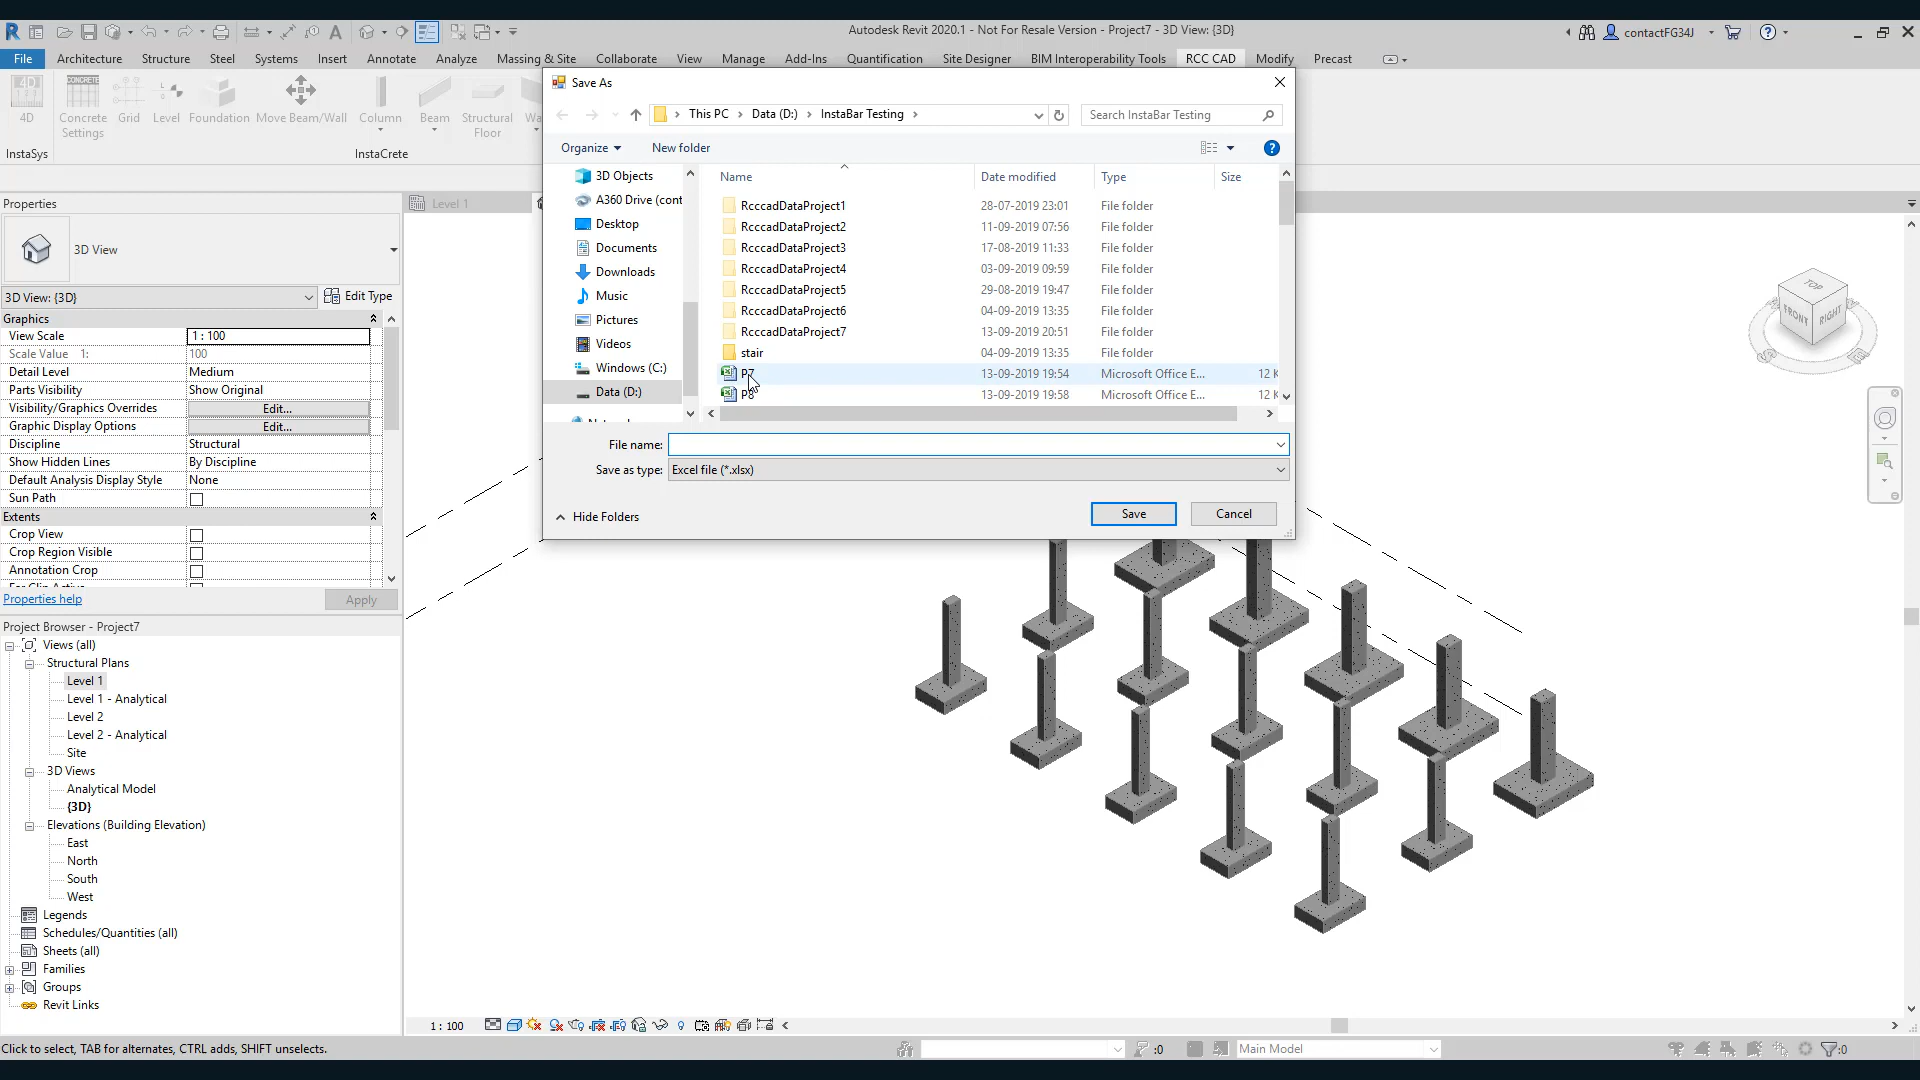 Autodesk Revit 2020.1 - Not For Resale Version - Project7 - 3D View: {3D}
contactFG34J
File Architecture Structure Steel Systems Insert Annotate Analyze Massing & Site Collaborate View Manage Add-Ins Quantification Site Designer BIM Interoperability Tools RCC CAD Modify Precast
4D
Concrete
Settings
Grid
Level
Foundation
Move Beam/Wall
Column
Beam
Structural
Floor
InstaSys
InstaCrete
Save As
This PC Data (D:) InstaBar Testing
Search InstaBar Testing
Organize New folder
3D Objects
A360 Drive (cont
Desktop
Documents
Downloads
Music
Pictures
Videos
Windows (C:)
Data (D:)
Name Date modified Type Size
RcccadDataProject1 28-07-2019 23:01 File folder
RcccadDataProject2 11-09-2019 07:56 File folder
RcccadDataProject3 17-08-2019 11:33 File folder
RcccadDataProject4 03-09-2019 09:59 File folder
RcccadDataProject5 29-08-2019 19:47 File folder
RcccadDataProject6 04-09-2019 13:35 File folder
RcccadDataProject7 13-09-2019 20:51 File folder
stair 04-09-2019 13:35 File folder
P7 13-09-2019 19:54 Microsoft Office E... 12 K
P8 13-09-2019 19:58 Microsoft Office E... 12 K
File name:
Save as type: Excel file (*.xlsx)
Hide Folders
Save
Cancel
Properties
3D View
3D View: {3D} Edit Type
Graphics
View Scale 1 : 100
Scale Value 1: 100
Detail Level Medium
Parts Visibility Show Original
Visibility/Graphics Overrides Edit...
Graphic Display Options Edit...
Discipline Structural
Show Hidden Lines By Discipline
Default Analysis Display Style None
Sun Path
Extents
Crop View
Crop Region Visible
Annotation Crop
Properties help Apply
Level 1
TOP
FRONT
RIGHT
Project Browser - Project7
Views (all)
Structural Plans
Level 1
Level 1 - Analytical
Level 2
Level 2 - Analytical
Site
3D Views
Analytical Model
{3D}
Elevations (Building Elevation)
East
North
South
West
Legends
Schedules/Quantities (all)
Sheets (all)
Families
Groups
Revit Links
1 : 100
Click to select, TAB for alternates, CTRL adds, SHIFT unselects.
:0
Main Model
:0